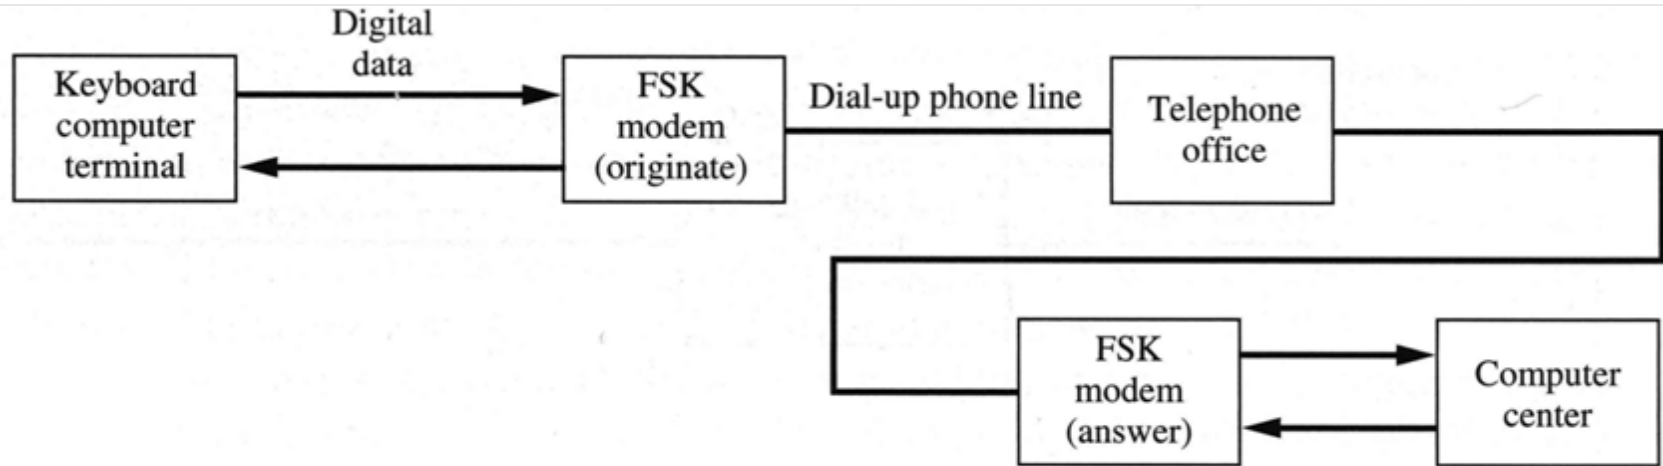 Digital
data
Keyboard
computer
terminal
FSK
modem
(originate)
Dial-up phone line
Telephone
office
FSK
modem
(answer)
Computer
center